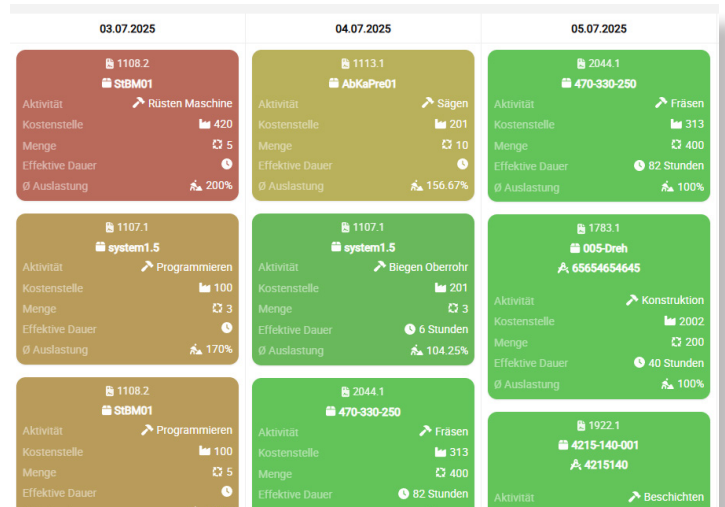 03.07.2025
1108.2
StBM01
Aktivität Rüsten Maschine
Kostenstelle 420
Menge 5
Effektive Dauer
Ø Auslastung 200%
1107.1
system1.5
Aktivität Programmieren
Kostenstelle 100
Menge 3
Effektive Dauer
Ø Auslastung 170%
1108.2
StBM01
Aktivität Programmieren
Kostenstelle 100
Menge 5
Effektive Dauer
04.07.2025
1113.1
AbKaPre01
Aktivität Sägen
Kostenstelle 201
Menge 10
Effektive Dauer
Ø Auslastung 156.67%
1107.1
system1.5
Aktivität Biegen Oberrohr
Kostenstelle 201
Menge 3
Effektive Dauer 6 Stunden
Ø Auslastung 104.25%
2044.1
470-330-250
Aktivität Fräsen
Kostenstelle 313
Menge 400
Effektive Dauer 82 Stunden
05.07.2025
2044.1
470-330-250
Aktivität Fräsen
Kostenstelle 313
Menge 400
Effektive Dauer 82 Stunden
Ø Auslastung 100%
1783.1
005-Dreh
65654654645
Aktivität Konstruktion
Kostenstelle 2002
Menge 200
Effektive Dauer 40 Stunden
Ø Auslastung 100%
1922.1
4215-140-001
4215140
Aktivität Beschichten